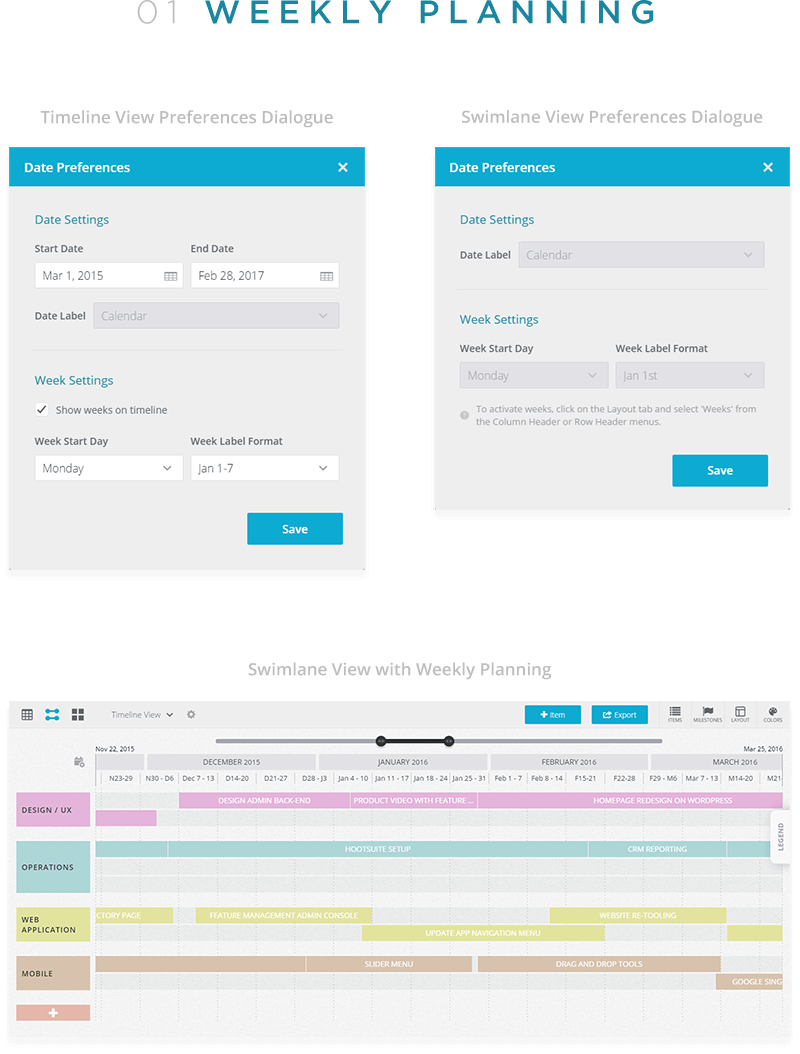 01 WEEKLY PLANNING
Timeline View Preferences Dialogue
Date Preferences
Date Settings
Start Date End Date
Mar 1, 2015 Feb 28, 2017
Date Label Calendar
Week Settings
Show weeks on timeline
Week Start Day Week Label Format
Monday Jan 1-7
Save
Swimlane View Preferences Dialogue
Date Preferences
Date Settings
Date Label Calendar
Week Settings
Week Start Day Week Label Format
Monday Jan 1st
To activate weeks, click on the Layout tab and select 'Weeks' from
the Column Header or Row Header menus.
Save
Swimlane View with Weekly Planning
Timeline View + Item Export ITEMS MILESTONES LAYOUT COLORS
Nov 22, 2015 Mar 25, 2016
DECEMBER 2015 JANUARY 2016 FEBRUARY 2016 MARCH 2016
N23-29 N30 - D6 Dec 7 - 13 D14-20 D21-27 D28 - J3 Jan 4 - 10 Jan 11 - 17 Jan 18 - 24 Jan 25 - 31 Feb 1 - 7 Feb 8 - 14 F15-21 F22-28 F29 - M6 Mar 7 - 13 M14-20 M21-
DESIGN / UX DESIGN ADMIN BACK-END PRODUCT VIDEO WITH FEATURE ... HOMEPAGE REDESIGN ON WORDPRESS
LEGEND
OPERATIONS HOOTSUITE SETUP CRM REPORTING
WEB
APPLICATION
CTORY PAGE FEATURE MANAGEMENT ADMIN CONSOLE WEBSITE RE-TOOLING
UPDATE APP NAVIGATION MENU
MOBILE SLIDER MENU DRAG AND DROP TOOLS
GOOGLE SING
+